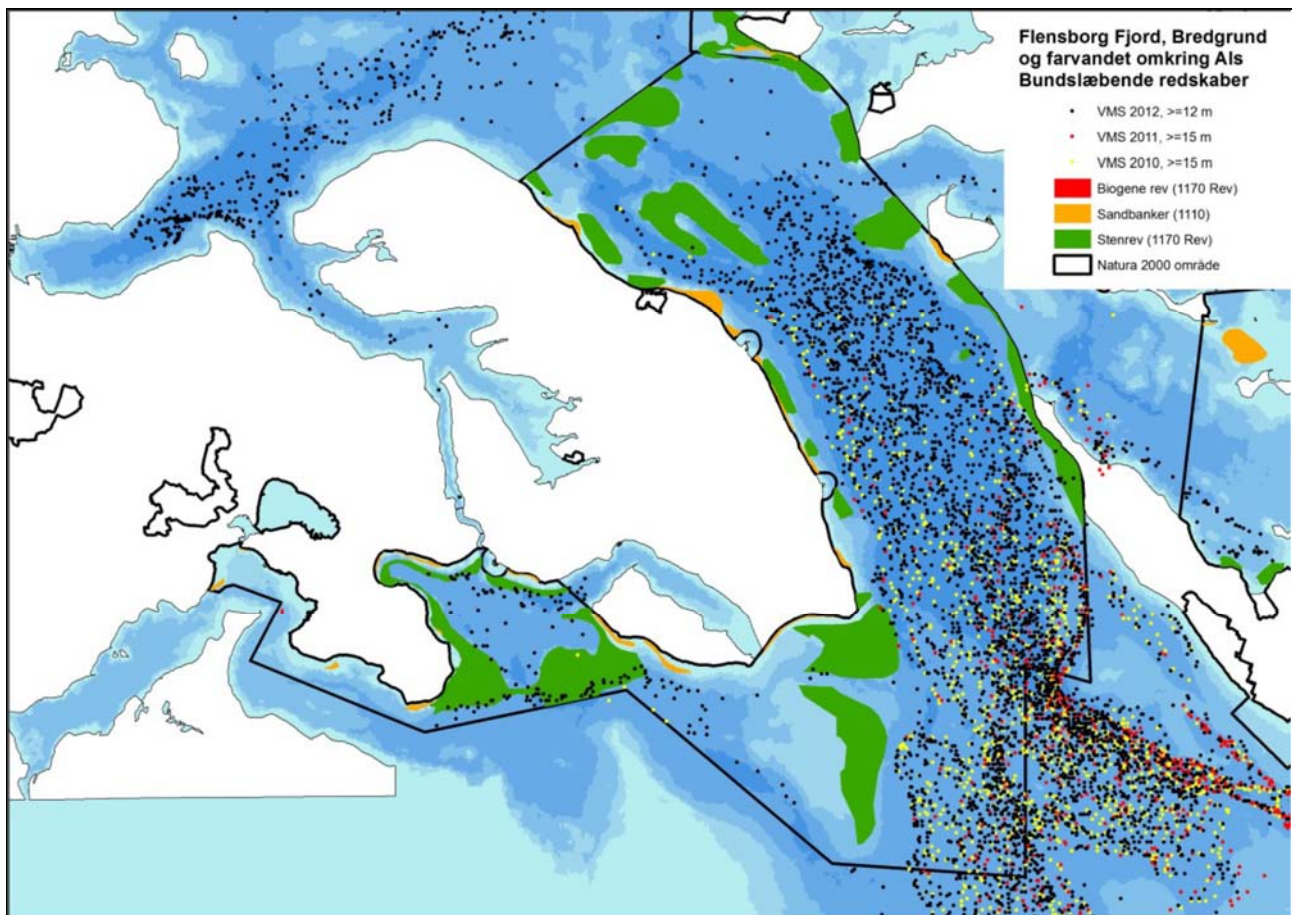 Flensborg Fjord, Bredgrund
og farvandet omkring Als
Bundslæbende redskaber
VMS 2012, >=12 m
VMS 2011, >=15 m
VMS 2010, >=15 m
Biogene rev (1170 Rev)
Sandbanker (1110)
Stenrev (1170 Rev)
Natura 2000 område